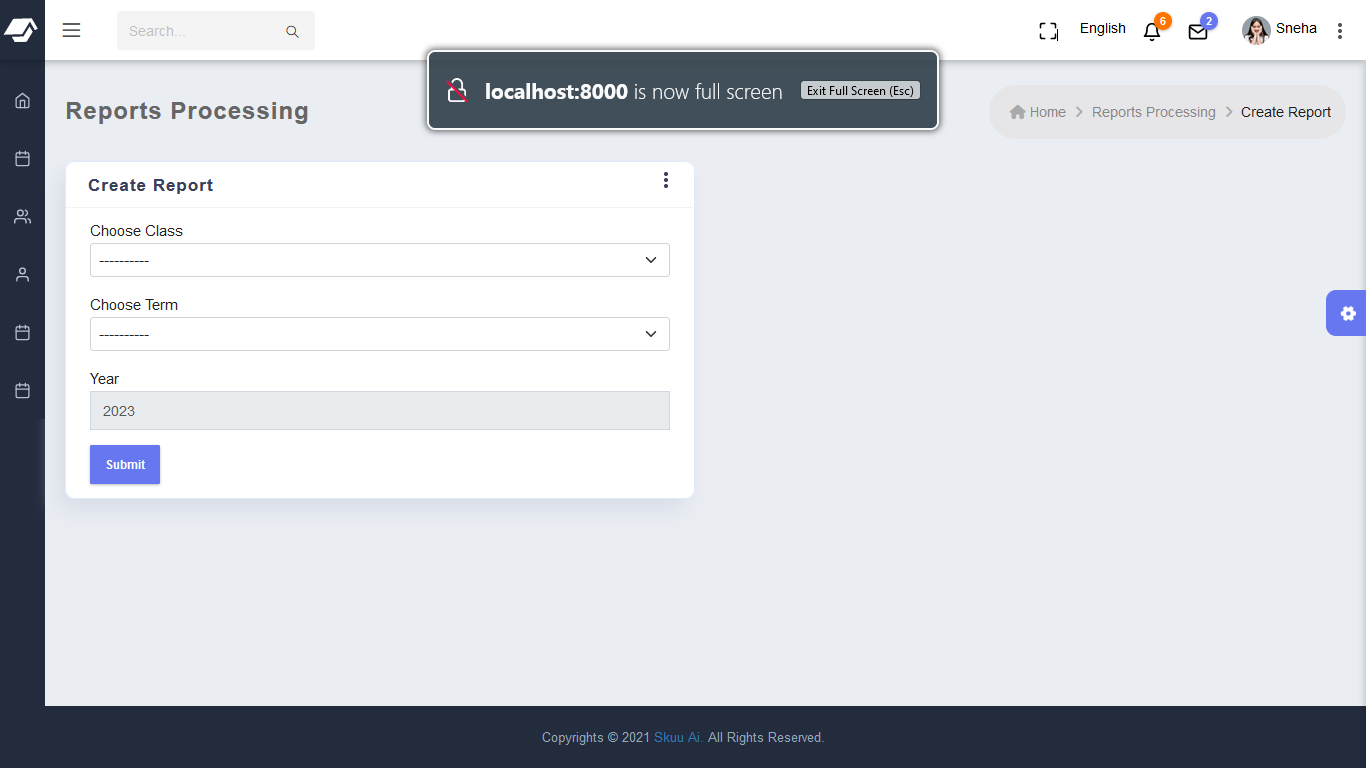 Search...
English
6
2
Sneha
localhost:8000 is now full screen
Exit Full Screen (Esc)
Reports Processing
Home
Reports Processing
Create Report
Create Report
Choose Class
----------
Choose Term
----------
Year
2023
Submit
Copyrights © 2021 Skuu Ai. All Rights Reserved.